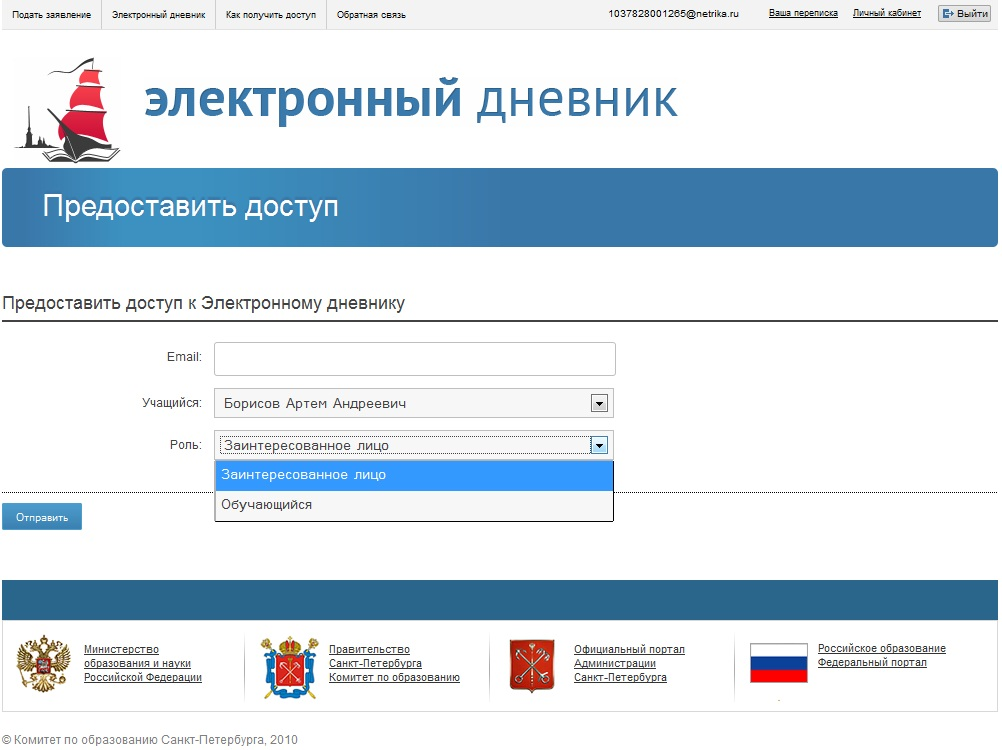 Подать заявление Электронный дневник Как получить доступ Обратная связь 1037828001265@netrika.ru Ваша переписка Личный кабинет Выйти
электронный дневник
Предоставить доступ
Предоставить доступ к Электронному дневнику
Email:
Учащийся: Борисов Артем Андреевич
Роль: Заинтересованное лицо
Заинтересованное лицо
Обучающийся
Отправить
Министерство
образования и науки
Российской Федерации
Правительство
Санкт-Петербурга
Комитет по образованию
Официальный портал
Администрации
Санкт-Петербурга
Российское образование
Федеральный портал
© Комитет по образованию Санкт-Петербурга, 2010